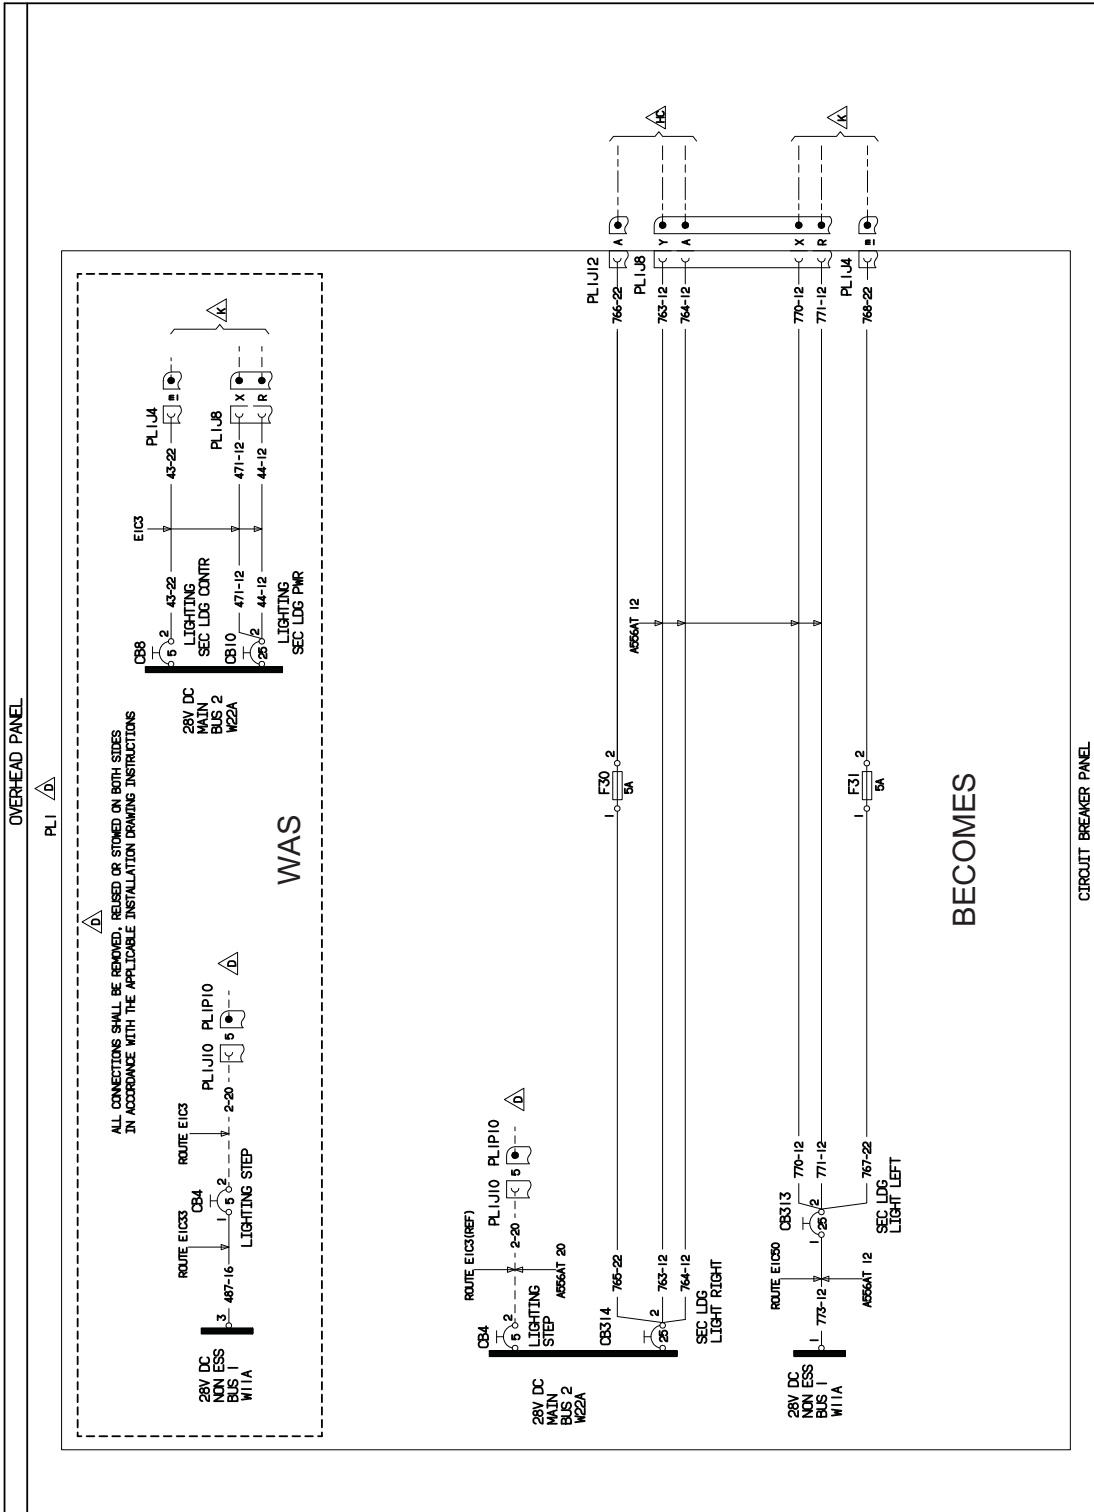 OVERHEAD PANEL
PL1 D
D
ALL CONNECTIONS SHALL BE REMOVED, REUSED OR STOWED ON BOTH SIDES
IN ACCORDANCE WITH THE APPLICABLE INSTALLATION DRAWING INSTRUCTIONS
28V DC
NON ESS
BUS 1
W11A
3
487-16
ROUTE E1C33
1
CB4
5
2
LIGHTING STEP
ROUTE E1C3
2-20
PL1J10 PL1P10
5
D
28V DC
MAIN
BUS 2
W22A
CB8
5
2
LIGHTING
SEC LDG CONTR
43-22
E1C3
43-22
PL1J4
m
CB10
25
2
LIGHTING
SEC LDG PWR
471-12
471-12
44-12
44-12
PL1J8
X
R
K
WAS
28V DC
MAIN
BUS 2
W22A
CB4
5
2
LIGHTING
STEP
ROUTE E1C3(REF)
A556AT 20
2-20
PL1J10 PL1P10
5
D
CB314
25
2
SEC LDG
LIGHT RIGHT
765-22
763-12
764-12
1
F30
5A
2
A556AT 12
766-22
763-12
764-12
PL1J12
A
PL1J8
Y
A
HC
28V DC
NON ESS
BUS 1
W11A
1
773-12
ROUTE E1C50
A556AT 12
1
CB313
25
2
SEC LDG
LIGHT LEFT
770-12
771-12
767-22
1
F31
5A
2
770-12
771-12
768-22
X
R
PL1J4
m
K
BECOMES
CIRCUIT BREAKER PANEL